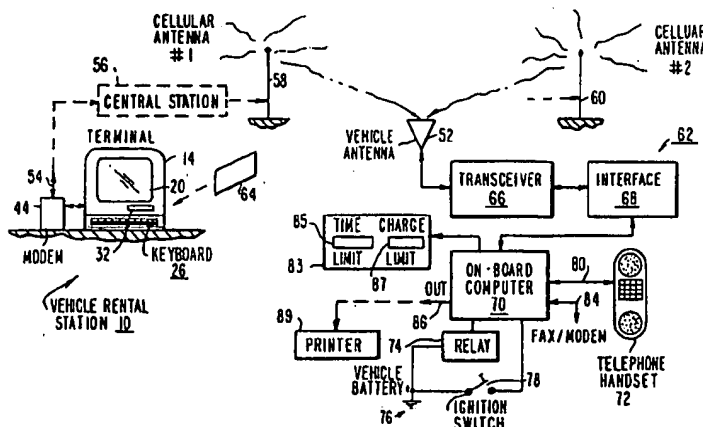 CELLULAR
ANTENNA
#1
CELLUAR
ANTENNA
#2
56
58
CENTRAL STATION
60
TERMINAL
VEHICLE
ANTENNA
52
62
54
14
20
64
TRANSCEIVER
66
INTERFACE
68
44
MODEM
32
KEYBOARD
26
85
TIME
CHARGE
83
LIMIT
LIMIT
87
ON-BOARD
COMPUTER
70
80
84
FAX/MODEM
VEHICLE RENTAL
STATION 10
OUT
86
89
PRINTER
74
RELAY
VEHICLE
BATTERY
76
78
IGNITION
SWITCH
TELEPHONE
HANDSET
72